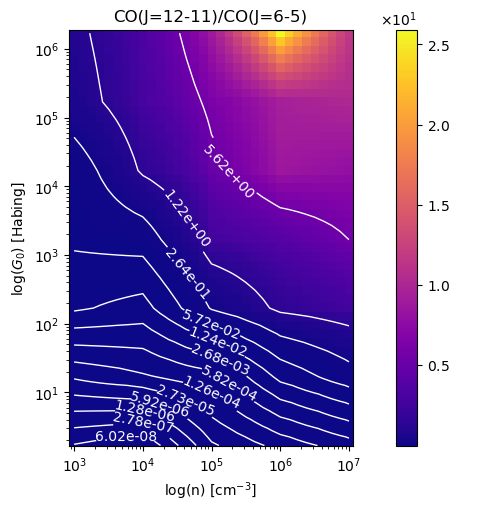 CO(J=12-11)/CO(J=6-5)
×10¹
10⁶
10⁵
10⁴
10³
10²
10¹
log(G₀) [Habing]
5.62e+00
1.22e+00
2.64e-01
5.72e-02
1.24e-02
2.68e-03
5.82e-04
1.26e-04
2.73e-05
5.92e-06
1.28e-06
2.78e-07
6.02e-08
10³ 10⁴ 10⁵ 10⁶ 10⁷
log(n) [cm⁻³]
2.5
2.0
1.5
1.0
0.5